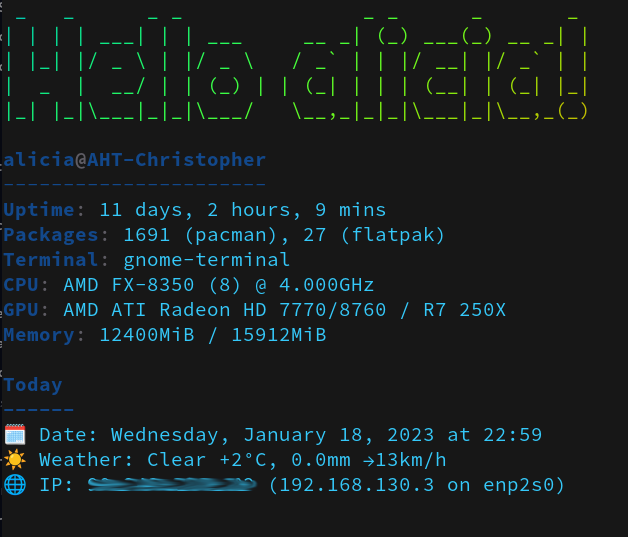 Hello alicia!
alicia@AHT-Christopher
----------------------
Uptime: 11 days, 2 hours, 9 mins
Packages: 1691 (pacman), 27 (flatpak)
Terminal: gnome-terminal
CPU: AMD FX-8350 (8) @ 4.000GHz
GPU: AMD ATI Radeon HD 7770/8760 / R7 250X
Memory: 12400MiB / 15912MiB
Today
------
🗓️ Date: Wednesday, January 18, 2023 at 22:59
☀️ Weather: Clear +2°C, 0.0mm →13km/h
🌐 IP: (192.168.130.3 on enp2s0)